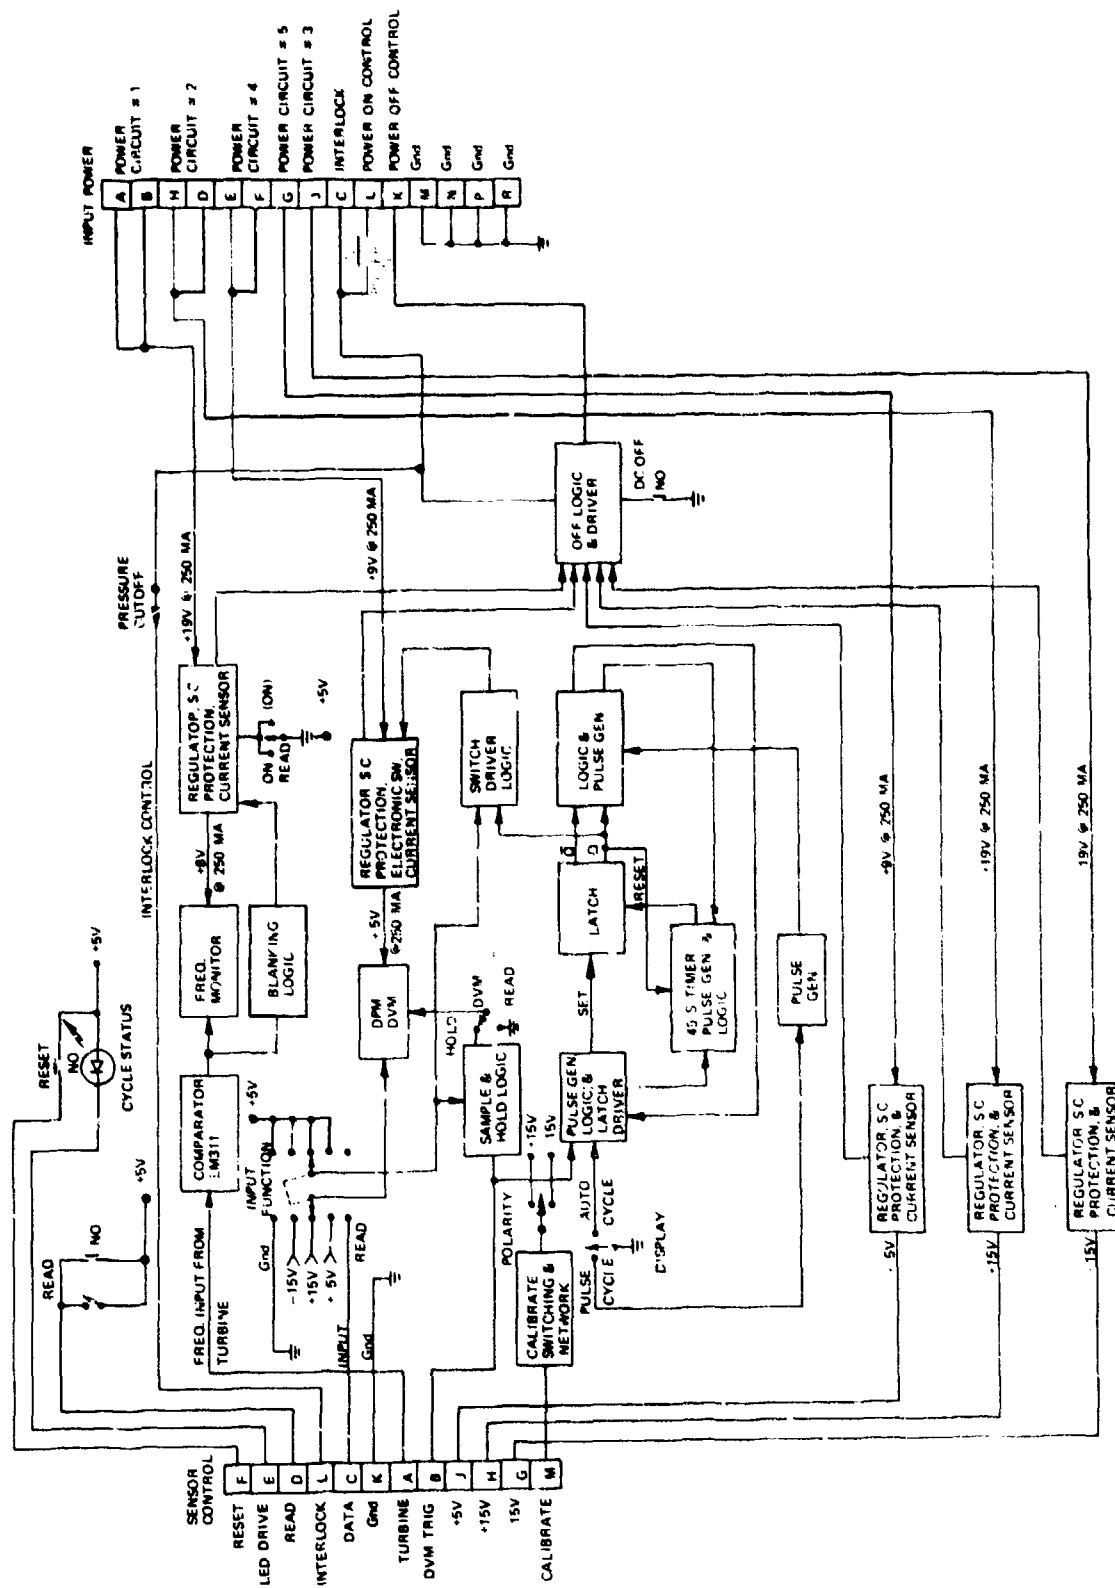 INPUT POWER
A
B
H
D
E
F
G
J
C
L
K
M
N
P
R
POWER
CIRCUIT # 1
POWER
CIRCUIT # 2
POWER
CIRCUIT # 4
POWER CIRCUIT # 5
POWER CIRCUIT # 3
INTERLOCK
POWER ON CONTROL
POWER OFF CONTROL
Gnd
Gnd
Gnd
Gnd
PRESSURE
CUTOFF
+19V @ 250 MA
+9V @ 250 MA
OFF LOGIC
& DRIVER
DC OFF
NO
INTERLOCK CONTROL
REGULATOR, S.C
PROTECTION,
CURRENT SENSOR
ON
(ON)
READ
+5V
@ 250 MA
FREQ.
MONITOR
BLANKING
LOGIC
REGULATOR S.C
PROTECTION,
ELECTRONIC SW,
CURRENT SENSOR
+ 5V
@250 MA
DPM
DVM
SWITCH
DRIVER
LOGIC
LOGIC &
PULSE GEN
LATCH
RESET
SET
PULSE
GEN
HOLD
DVM
READ
SAMPLE &
HOLD LOGIC
PULSE GEN
LOGIC, &
LATCH
DRIVER
45 S TIMER
PULSE GEN &
LOGIC
+9V @ 250 MA
+19V @ 250 MA
19V @ 250 MA
RESET
NO
+5V
CYCLE STATUS
COMPARATOR
LM311
+5V
INPUT
FUNCTION
FREQ. INPUT FROM
TURBINE
READ
NO
+5V
Gnd
-15V
+15V
+ 5V
READ
INPUT
Gnd
+15V
15V
POLARITY
CALIBRATE
SWITCHING &
NETWORK
AUTO
CYCLE
PULSE
CYCLE
DISPLAY
REGULATOR, S.C
PROTECTION, &
CURRENT SENSOR
REGULATOR, S.C
PROTECTION, &
CURRENT SENSOR
REGULATOR, S.C
PROTECTION, &
CURRENT SENSOR
5V
+15V
15V
SENSOR
CONTROL
F
E
D
L
C
K
A
B
J
H
G
M
RESET
LED DRIVE
READ
INTERLOCK
DATA
Gnd
TURBINE
DVM TRIG
+5V
+15V
15V
CALIBRATE